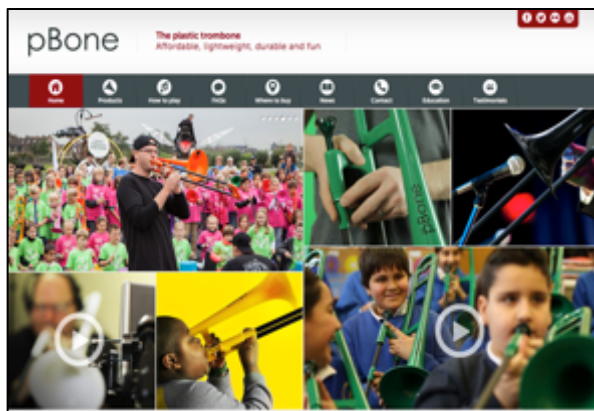 pBone
The plastic trombone
Affordable, lightweight, durable and fun
Home
Products
How to play
FAQs
Where to buy
News
Contact
Education
Testimonials
pBone